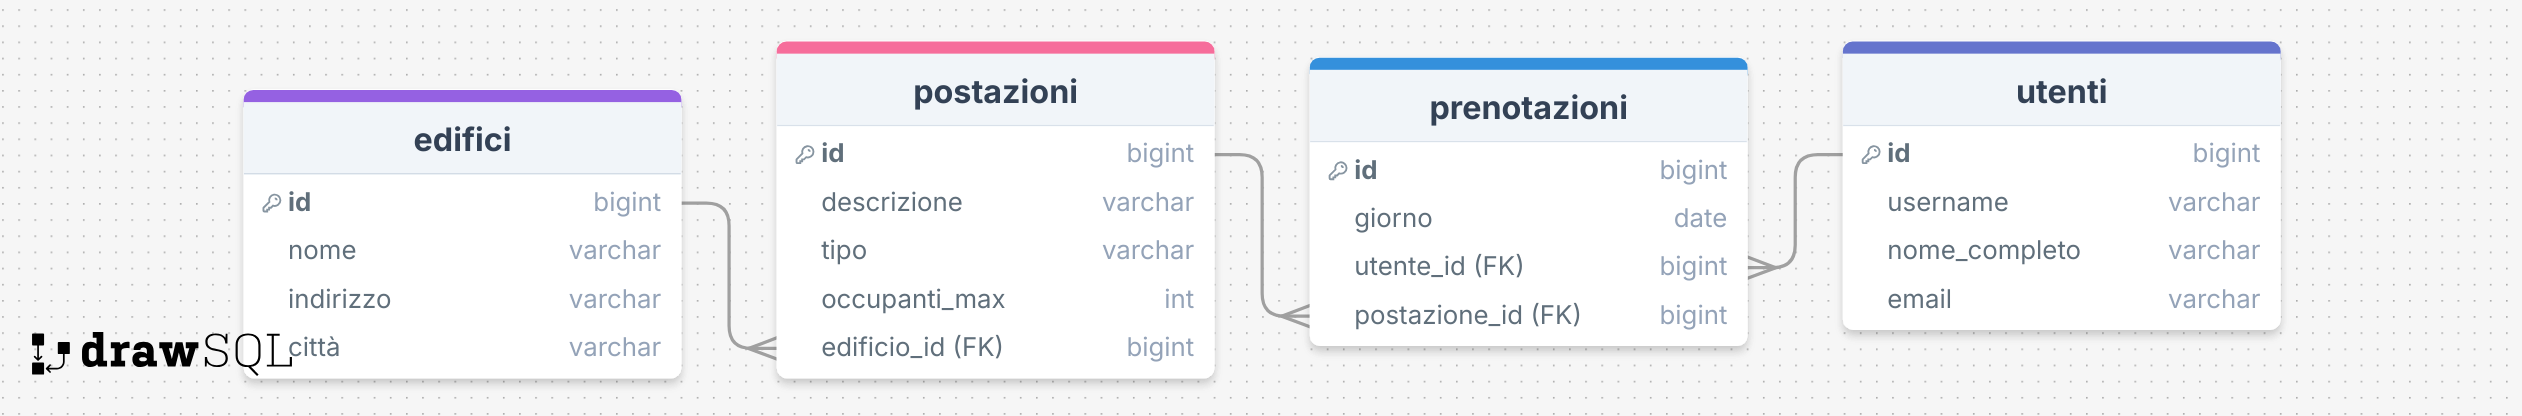 edifici
id bigint
nome varchar
indirizzo varchar
città varchar
postazioni
id bigint
descrizione varchar
tipo varchar
occupanti_max int
edificio_id (FK) bigint
prenotazioni
id bigint
giorno date
utente_id (FK) bigint
postazione_id (FK) bigint
utenti
id bigint
username varchar
nome_completo varchar
email varchar
drawSQL